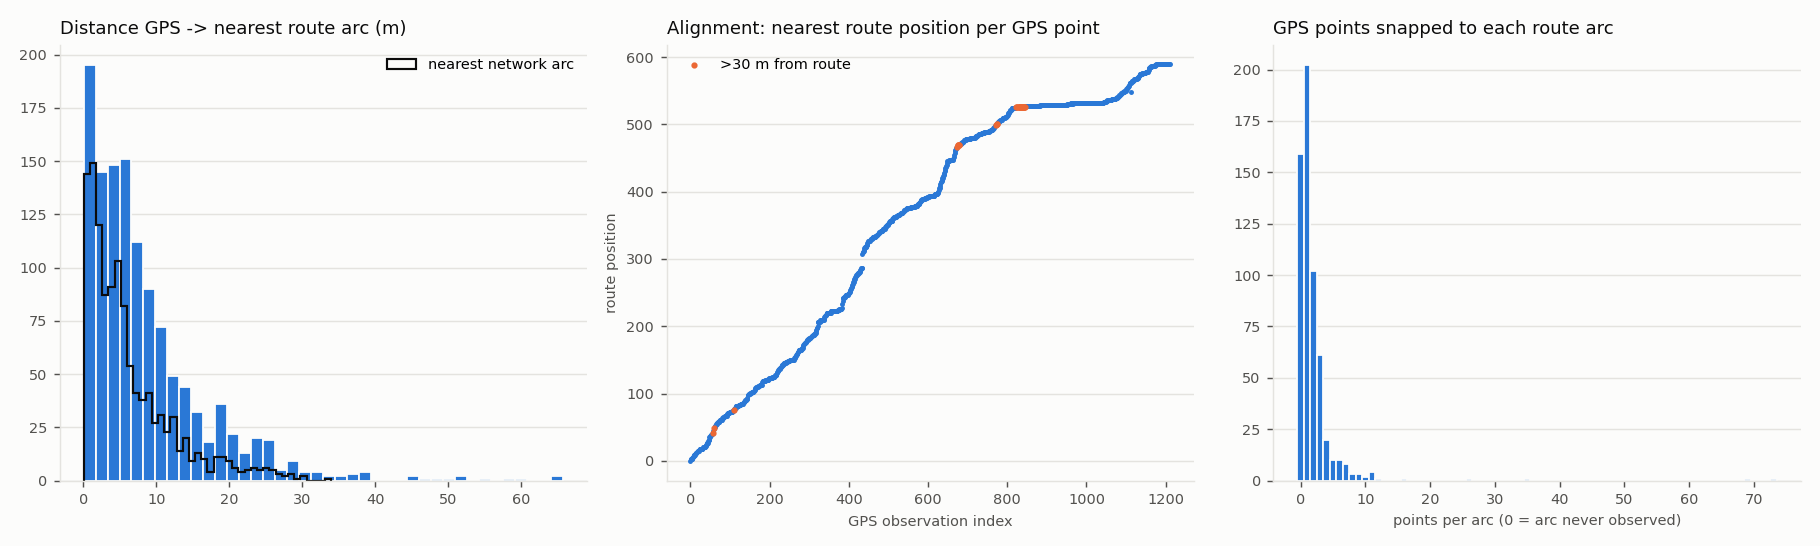 Distance GPS -> nearest route arc (m)
nearest network arc
200
175
150
125
100
75
50
25
0
0 10 20 30 40 50 60
Alignment: nearest route position per GPS point
>30 m from route
route position
600
500
400
300
200
100
0
0 200 400 600 800 1000 1200
GPS observation index
GPS points snapped to each route arc
200
175
150
125
100
75
50
25
0
0 10 20 30 40 50 60 70
points per arc (0 = arc never observed)